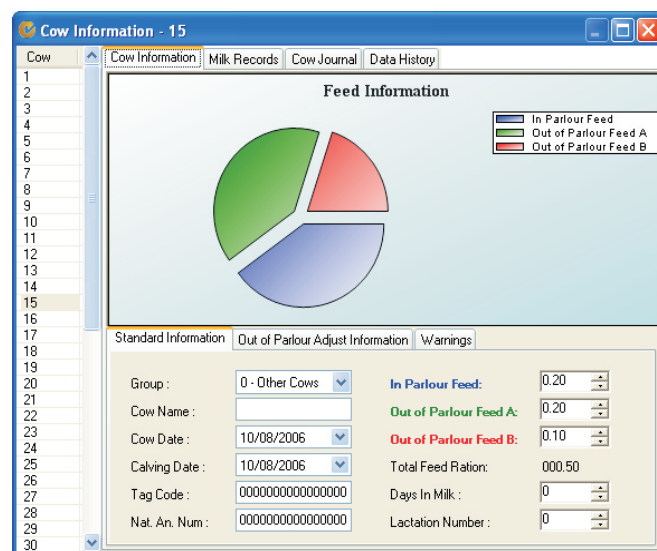 Cow Information - 15
Cow
Cow Information Milk Records Cow Journal Data History
1
2
3
4
5
6
7
8
9
10
11
12
13
14
15
16
17
18
19
20
21
22
23
24
25
26
27
28
29
30
Feed Information
In Parlour Feed
Out of Parlour Feed A
Out of Parlour Feed B
Standard Information Out of Parlour Adjust Information Warnings
Group : 0 - Other Cows In Parlour Feed: 0.20
Cow Name : Out of Parlour Feed A: 0.20
Cow Date : 10/08/2006 Out of Parlour Feed B: 0.10
Calving Date : 10/08/2006 Total Feed Ration: 000.50
Tag Code : 0000000000000000 Days In Milk : 0
Nat. An. Num : 0000000000000000 Lactation Number : 0